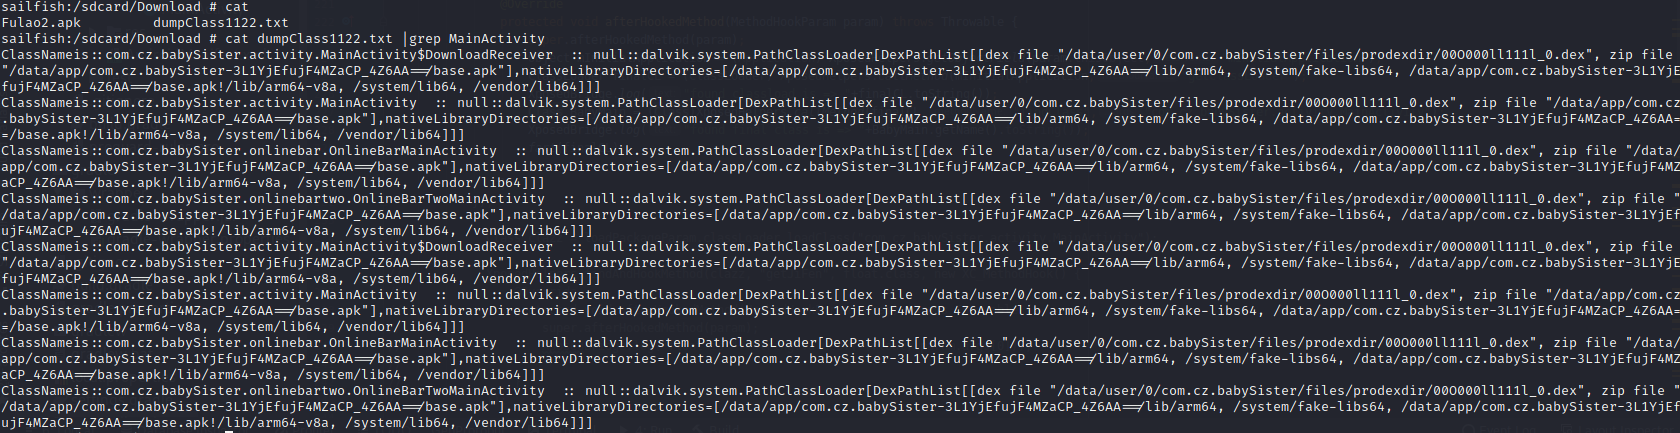 sailfish:/sdcard/Download # cat
Fulao2.apk         dumpClass1122.txt
sailfish:/sdcard/Download # cat dumpClass1122.txt |grep MainActivity
ClassNameis::com.cz.babySister.activity.MainActivity$DownloadReceiver  :: null::dalvik.system.PathClassLoader[DexPathList[[dex file "/data/user/0/com.cz.babySister/files/prodexdir/00O000ll111l_0.dex", zip file
"/data/app/com.cz.babySister-3L1YjEfujF4MZaCP_4Z6AA==/base.apk"],nativeLibraryDirectories=[/data/app/com.cz.babySister-3L1YjEfujF4MZaCP_4Z6AA==/lib/arm64, /system/fake-libs64, /data/app/com.cz.babySister-3L1YjE
fujF4MZaCP_4Z6AA==/base.apk!/lib/arm64-v8a, /system/lib64, /vendor/lib64]]]
ClassNameis::com.cz.babySister.activity.MainActivity  :: null::dalvik.system.PathClassLoader[DexPathList[[dex file "/data/user/0/com.cz.babySister/files/prodexdir/00O000ll111l_0.dex", zip file "/data/app/com.cz
.babySister-3L1YjEfujF4MZaCP_4Z6AA==/base.apk"],nativeLibraryDirectories=[/data/app/com.cz.babySister-3L1YjEfujF4MZaCP_4Z6AA==/lib/arm64, /system/fake-libs64, /data/app/com.cz.babySister-3L1YjEfujF4MZaCP_4Z6AA=
=/base.apk!/lib/arm64-v8a, /system/lib64, /vendor/lib64]]]
ClassNameis::com.cz.babySister.onlinebar.OnlineBarMainActivity  :: null::dalvik.system.PathClassLoader[DexPathList[[dex file "/data/user/0/com.cz.babySister/files/prodexdir/00O000ll111l_0.dex", zip file "/data/
app/com.cz.babySister-3L1YjEfujF4MZaCP_4Z6AA==/base.apk"],nativeLibraryDirectories=[/data/app/com.cz.babySister-3L1YjEfujF4MZaCP_4Z6AA==/lib/arm64, /system/fake-libs64, /data/app/com.cz.babySister-3L1YjEfujF4MZ
aCP_4Z6AA==/base.apk!/lib/arm64-v8a, /system/lib64, /vendor/lib64]]]
ClassNameis::com.cz.babySister.onlinebartwo.OnlineBarTwoMainActivity  :: null::dalvik.system.PathClassLoader[DexPathList[[dex file "/data/user/0/com.cz.babySister/files/prodexdir/00O000ll111l_0.dex", zip file "
/data/app/com.cz.babySister-3L1YjEfujF4MZaCP_4Z6AA==/base.apk"],nativeLibraryDirectories=[/data/app/com.cz.babySister-3L1YjEfujF4MZaCP_4Z6AA==/lib/arm64, /system/fake-libs64, /data/app/com.cz.babySister-3L1YjEf
ujF4MZaCP_4Z6AA==/base.apk!/lib/arm64-v8a, /system/lib64, /vendor/lib64]]]
ClassNameis::com.cz.babySister.activity.MainActivity$DownloadReceiver  :: null::dalvik.system.PathClassLoader[DexPathList[[dex file "/data/user/0/com.cz.babySister/files/prodexdir/00O000ll111l_0.dex", zip file
"/data/app/com.cz.babySister-3L1YjEfujF4MZaCP_4Z6AA==/base.apk"],nativeLibraryDirectories=[/data/app/com.cz.babySister-3L1YjEfujF4MZaCP_4Z6AA==/lib/arm64, /system/fake-libs64, /data/app/com.cz.babySister-3L1YjE
fujF4MZaCP_4Z6AA==/base.apk!/lib/arm64-v8a, /system/lib64, /vendor/lib64]]]
ClassNameis::com.cz.babySister.activity.MainActivity  :: null::dalvik.system.PathClassLoader[DexPathList[[dex file "/data/user/0/com.cz.babySister/files/prodexdir/00O000ll111l_0.dex", zip file "/data/app/com.cz
.babySister-3L1YjEfujF4MZaCP_4Z6AA==/base.apk"],nativeLibraryDirectories=[/data/app/com.cz.babySister-3L1YjEfujF4MZaCP_4Z6AA==/lib/arm64, /system/fake-libs64, /data/app/com.cz.babySister-3L1YjEfujF4MZaCP_4Z6AA=
=/base.apk!/lib/arm64-v8a, /system/lib64, /vendor/lib64]]]
ClassNameis::com.cz.babySister.onlinebar.OnlineBarMainActivity  :: null::dalvik.system.PathClassLoader[DexPathList[[dex file "/data/user/0/com.cz.babySister/files/prodexdir/00O000ll111l_0.dex", zip file "/data/
app/com.cz.babySister-3L1YjEfujF4MZaCP_4Z6AA==/base.apk"],nativeLibraryDirectories=[/data/app/com.cz.babySister-3L1YjEfujF4MZaCP_4Z6AA==/lib/arm64, /system/fake-libs64, /data/app/com.cz.babySister-3L1YjEfujF4MZ
aCP_4Z6AA==/base.apk!/lib/arm64-v8a, /system/lib64, /vendor/lib64]]]
ClassNameis::com.cz.babySister.onlinebartwo.OnlineBarTwoMainActivity  :: null::dalvik.system.PathClassLoader[DexPathList[[dex file "/data/user/0/com.cz.babySister/files/prodexdir/00O000ll111l_0.dex", zip file "
/data/app/com.cz.babySister-3L1YjEfujF4MZaCP_4Z6AA==/base.apk"],nativeLibraryDirectories=[/data/app/com.cz.babySister-3L1YjEfujF4MZaCP_4Z6AA==/lib/arm64, /system/fake-libs64, /data/app/com.cz.babySister-3L1YjEf
ujF4MZaCP_4Z6AA==/base.apk!/lib/arm64-v8a, /system/lib64, /vendor/lib64]]]